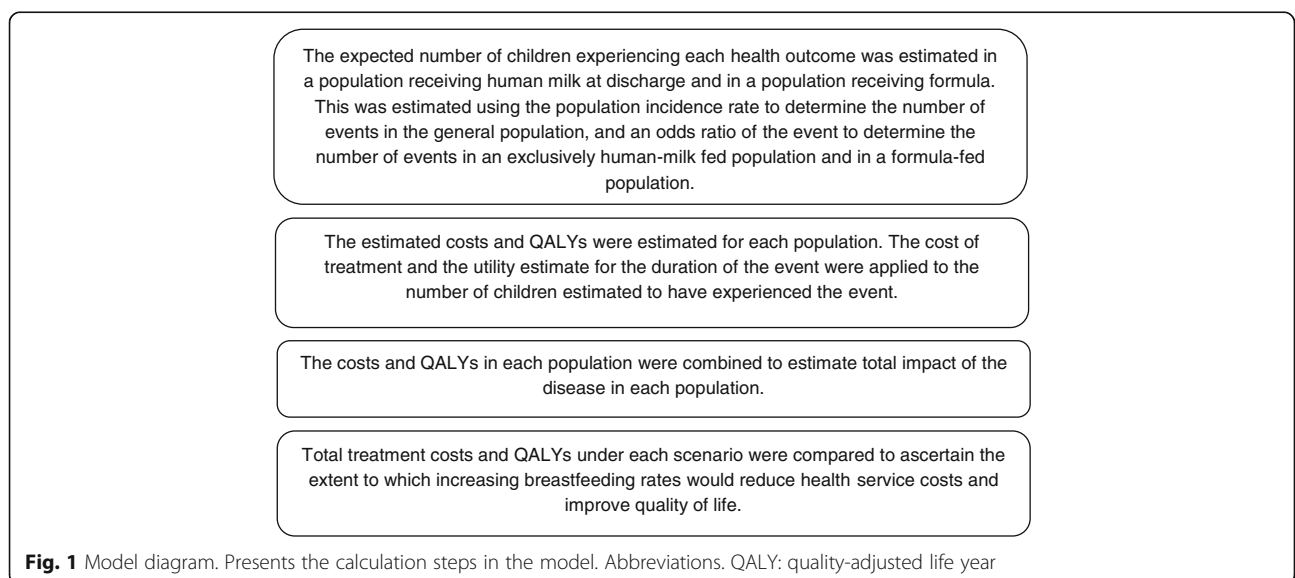 The expected number of children experiencing each health outcome was estimated in
a population receiving human milk at discharge and in a population receiving formula.
This was estimated using the population incidence rate to determine the number of
events in the general population, and an odds ratio of the event to determine the
number of events in an exclusively human-milk fed population and in a formula-fed
population.
The estimated costs and QALYs were estimated for each population. The cost of
treatment and the utility estimate for the duration of the event were applied to the
number of children estimated to have experienced the event.
The costs and QALYs in each population were combined to estimate total impact of the
disease in each population.
Total treatment costs and QALYs under each scenario were compared to ascertain the
extent to which increasing breastfeeding rates would reduce health service costs and
improve quality of life.
Fig. 1 Model diagram. Presents the calculation steps in the model. Abbreviations. QALY: quality-adjusted life year